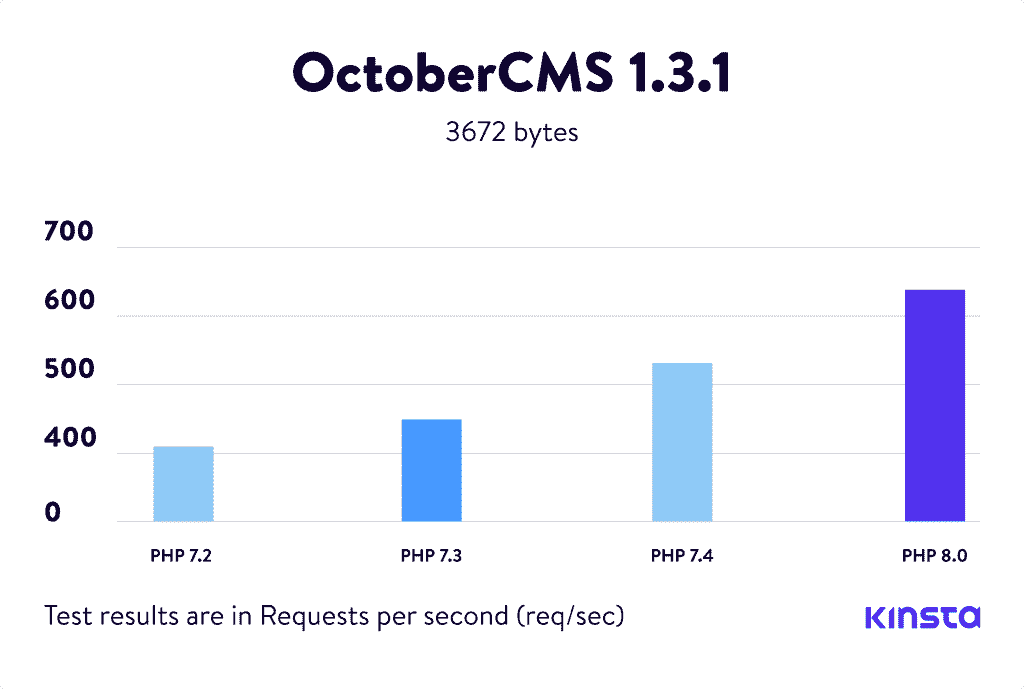 OctoberCMS 1.3.1
3672 bytes
700
600
500
400
0
PHP 7.2 PHP 7.3 PHP 7.4 PHP 8.0
Test results are in Requests per second (req/sec)
KINSTA